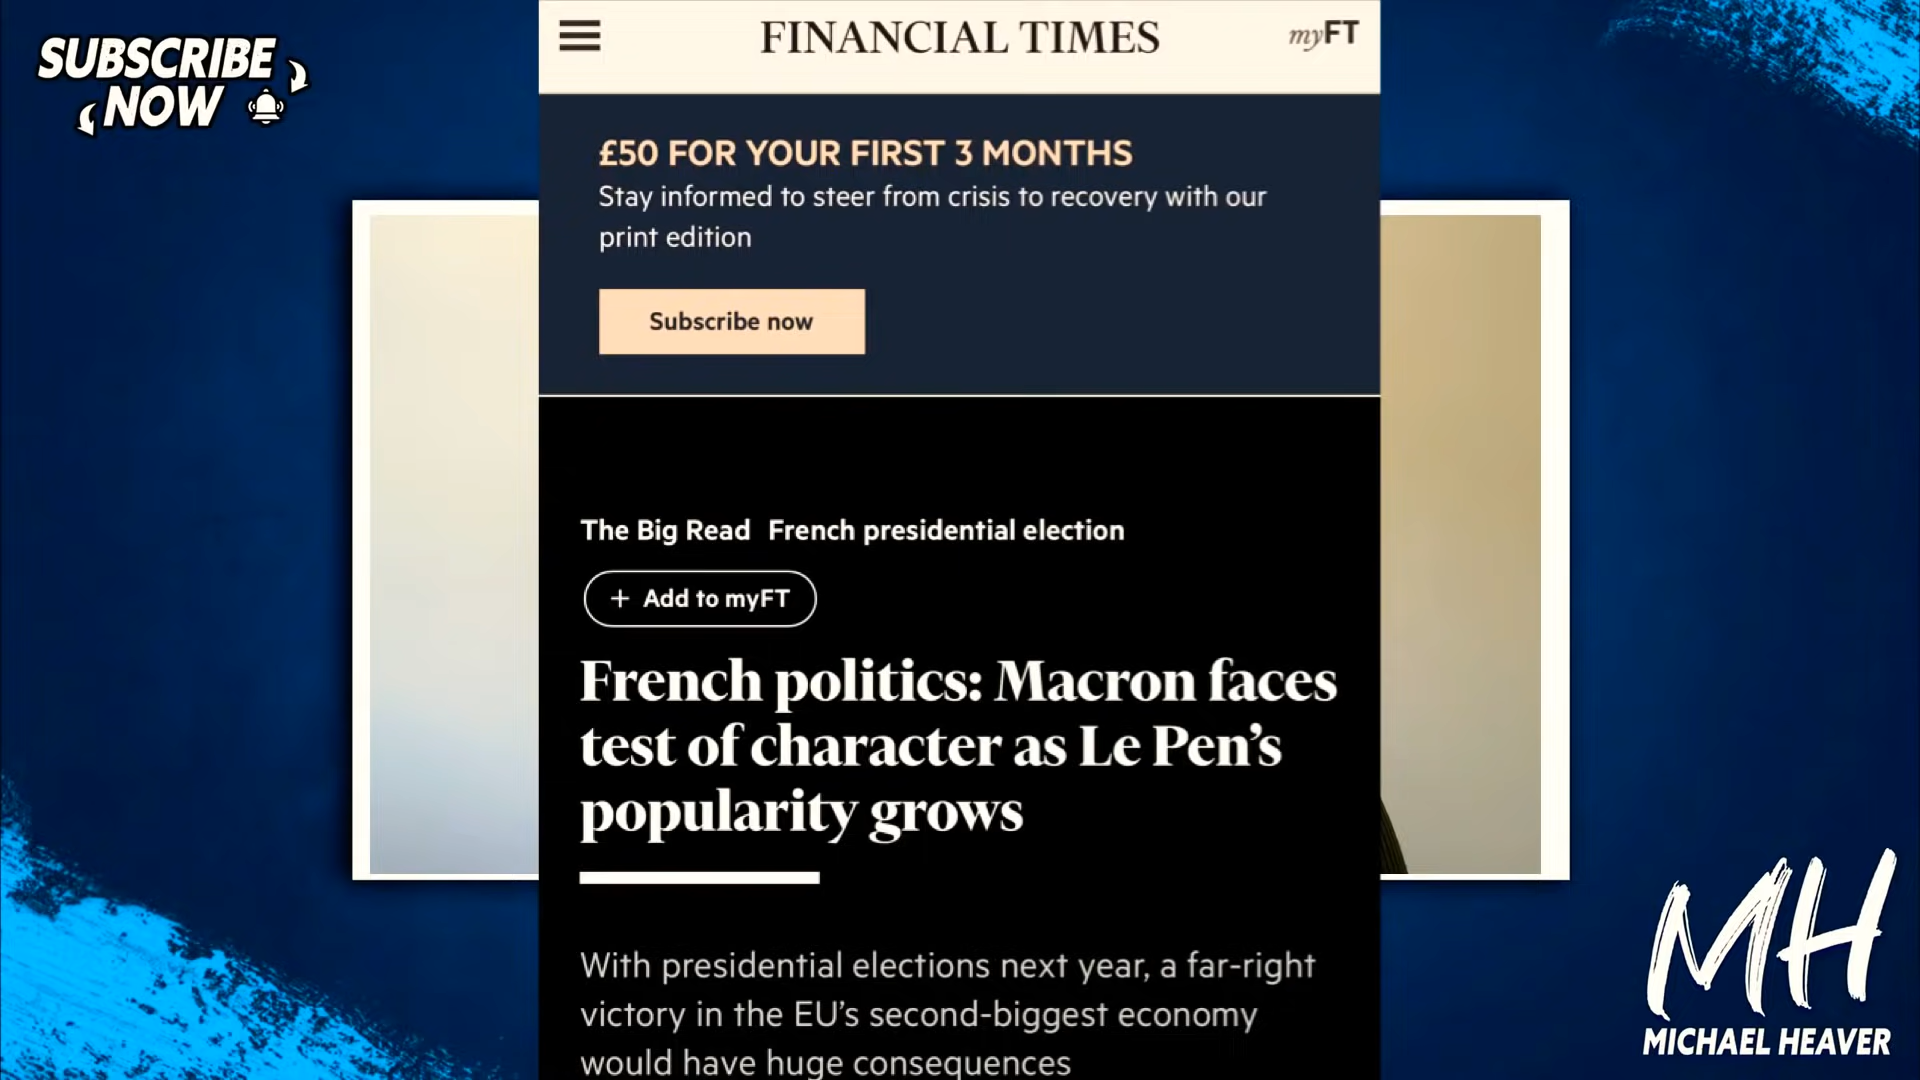 SUBSCRIBE
NOW
FINANCIAL TIMES
myFT
£50 FOR YOUR FIRST 3 MONTHS
Stay informed to steer from crisis to recovery with our
print edition
Subscribe now
The Big Read French presidential election
+ Add to myFT
French politics: Macron faces
test of character as Le Pen’s
popularity grows
With presidential elections next year, a far-right
victory in the EU’s second-biggest economy
would have huge consequences
MH
MICHAEL HEAVER